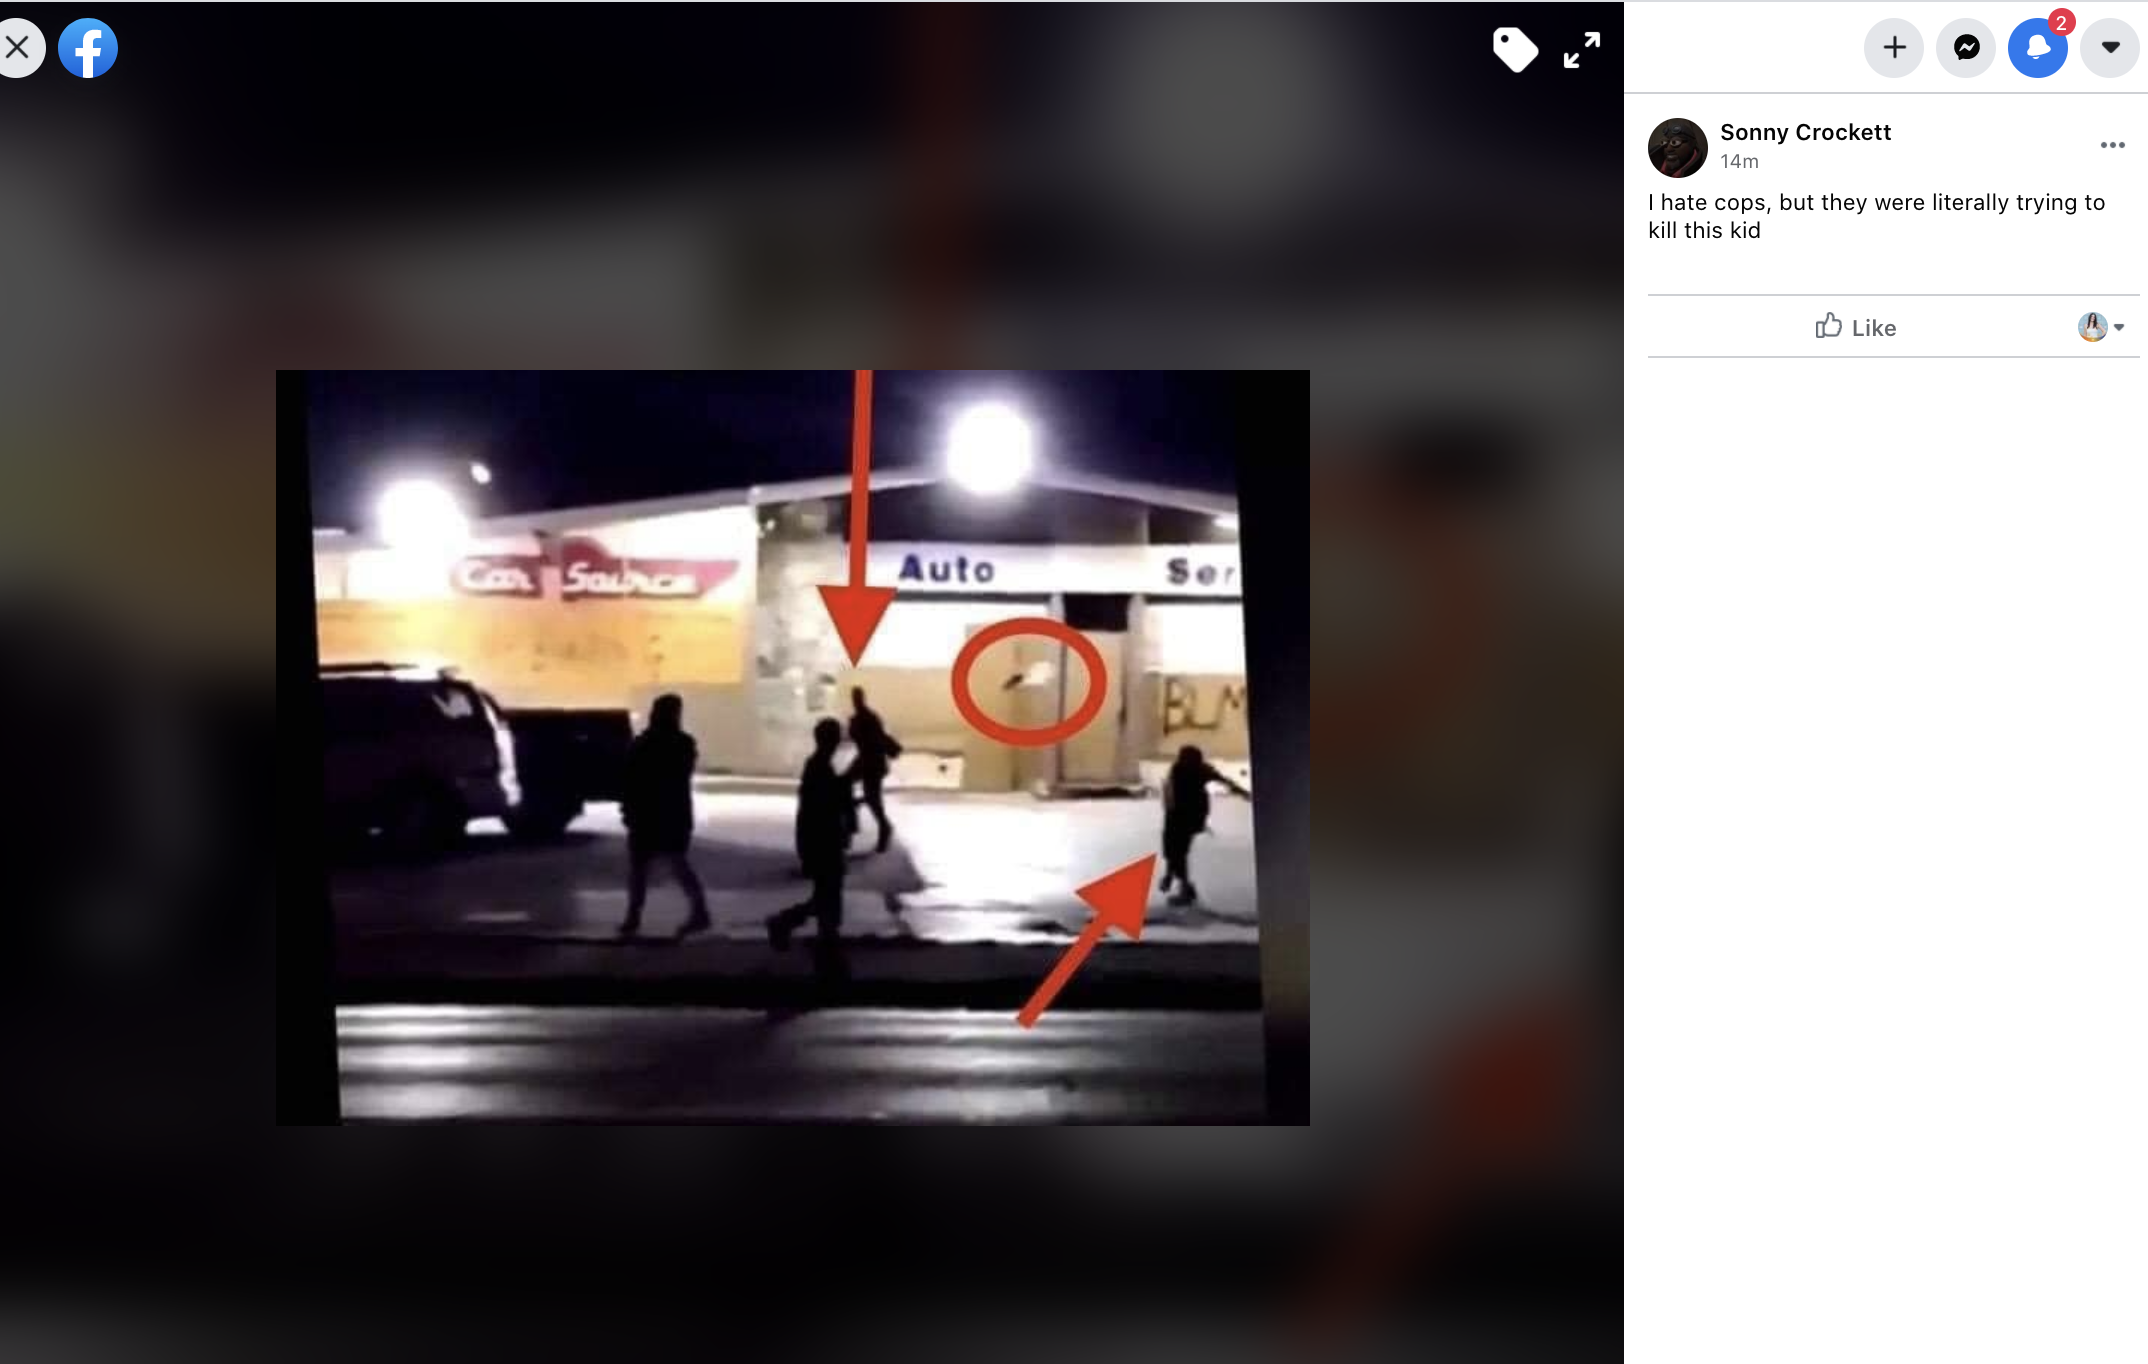 2
Sonny Crockett
14m
I hate cops, but they were literally trying to
kill this kid
Like
Car Source
Auto Ser
BLM